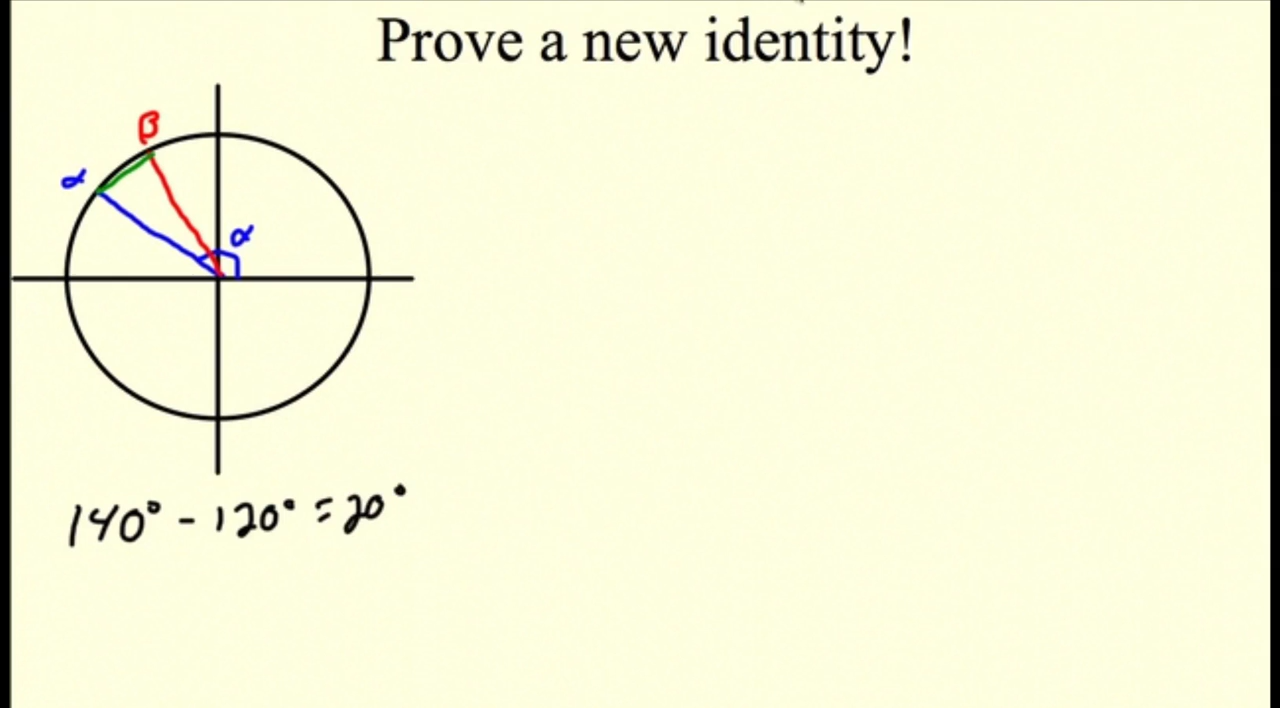 Prove a new identity!
β
α
α
140° - 120° = 20°